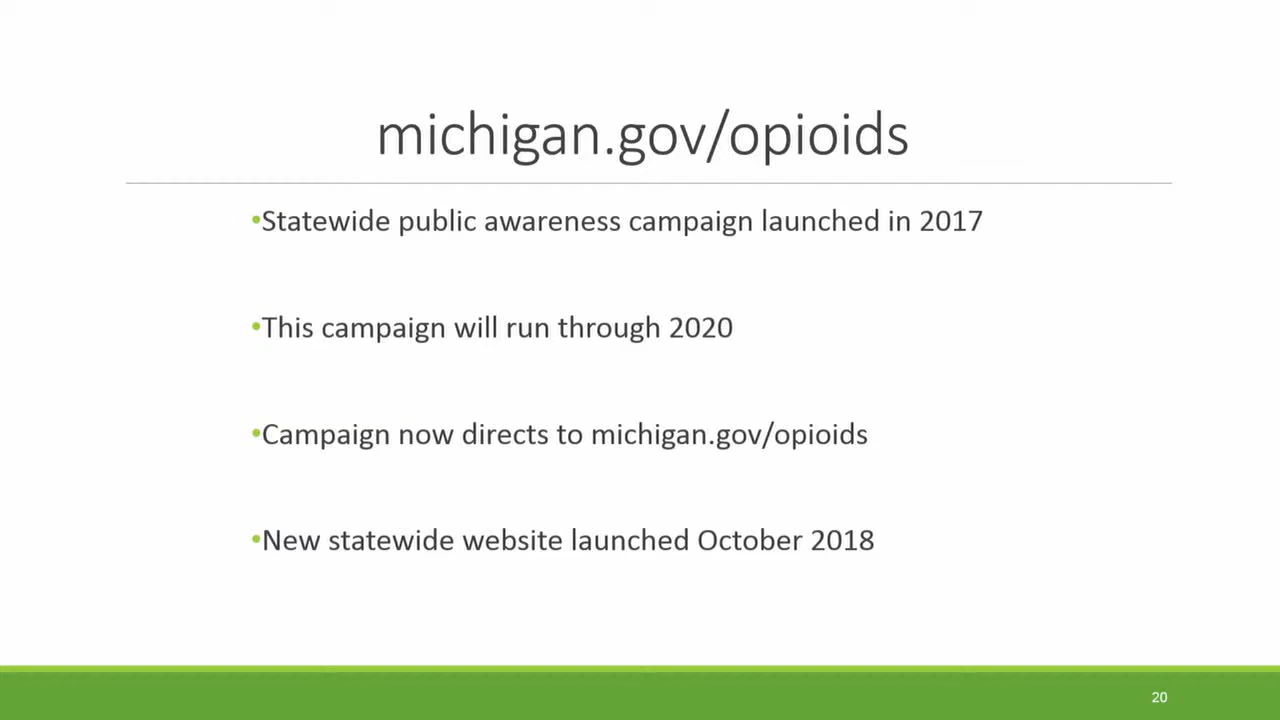 michigan.gov/opioids
•Statewide public awareness campaign launched in 2017
•This campaign will run through 2020
•Campaign now directs to michigan.gov/opioids
•New statewide website launched October 2018
20